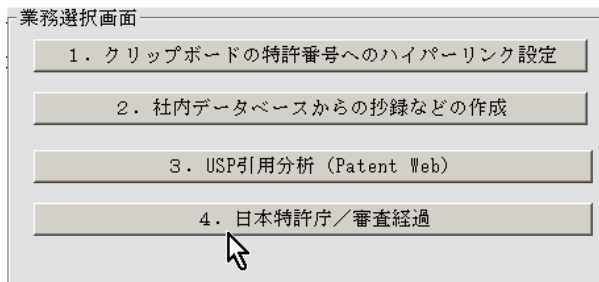 業務選択画面
1. クリップボードの特許番号へのハイパーリンク設定
2. 社内データベースからの抄録などの作成
3. USP引用分析 (Patent Web)
4. 日本特許庁／審査経過